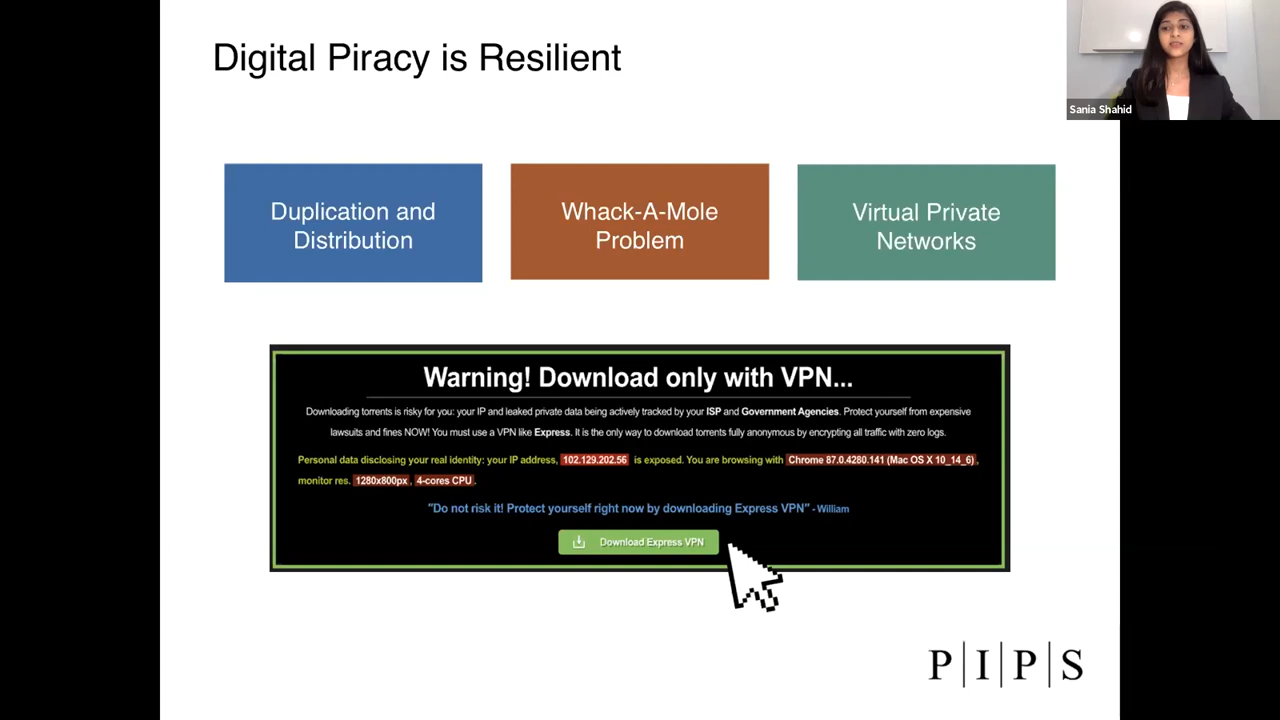 Digital Piracy is Resilient
Sania Shahid
Duplication and
Distribution
Whack-A-Mole
Problem
Virtual Private
Networks
Warning! Download only with VPN...
Downloading torrents is risky for you: your IP and leaked private data being actively tracked by your ISP and Government Agencies. Protect yourself from expensive
lawsuits and fines NOW! You must use a VPN like Express. It is the only way to download torrents fully anonymous by encrypting all traffic with zero logs.
Personal data disclosing your real identity: your IP address, 102.129.202.56 is exposed. You are browsing with Chrome 87.0.4280.141 (Mac OS X 10_14_6),
monitor res. 1280x800px, 4-cores CPU.
"Do not risk it! Protect yourself right now by downloading Express VPN" - William
Download Express VPN
P|I|P|S